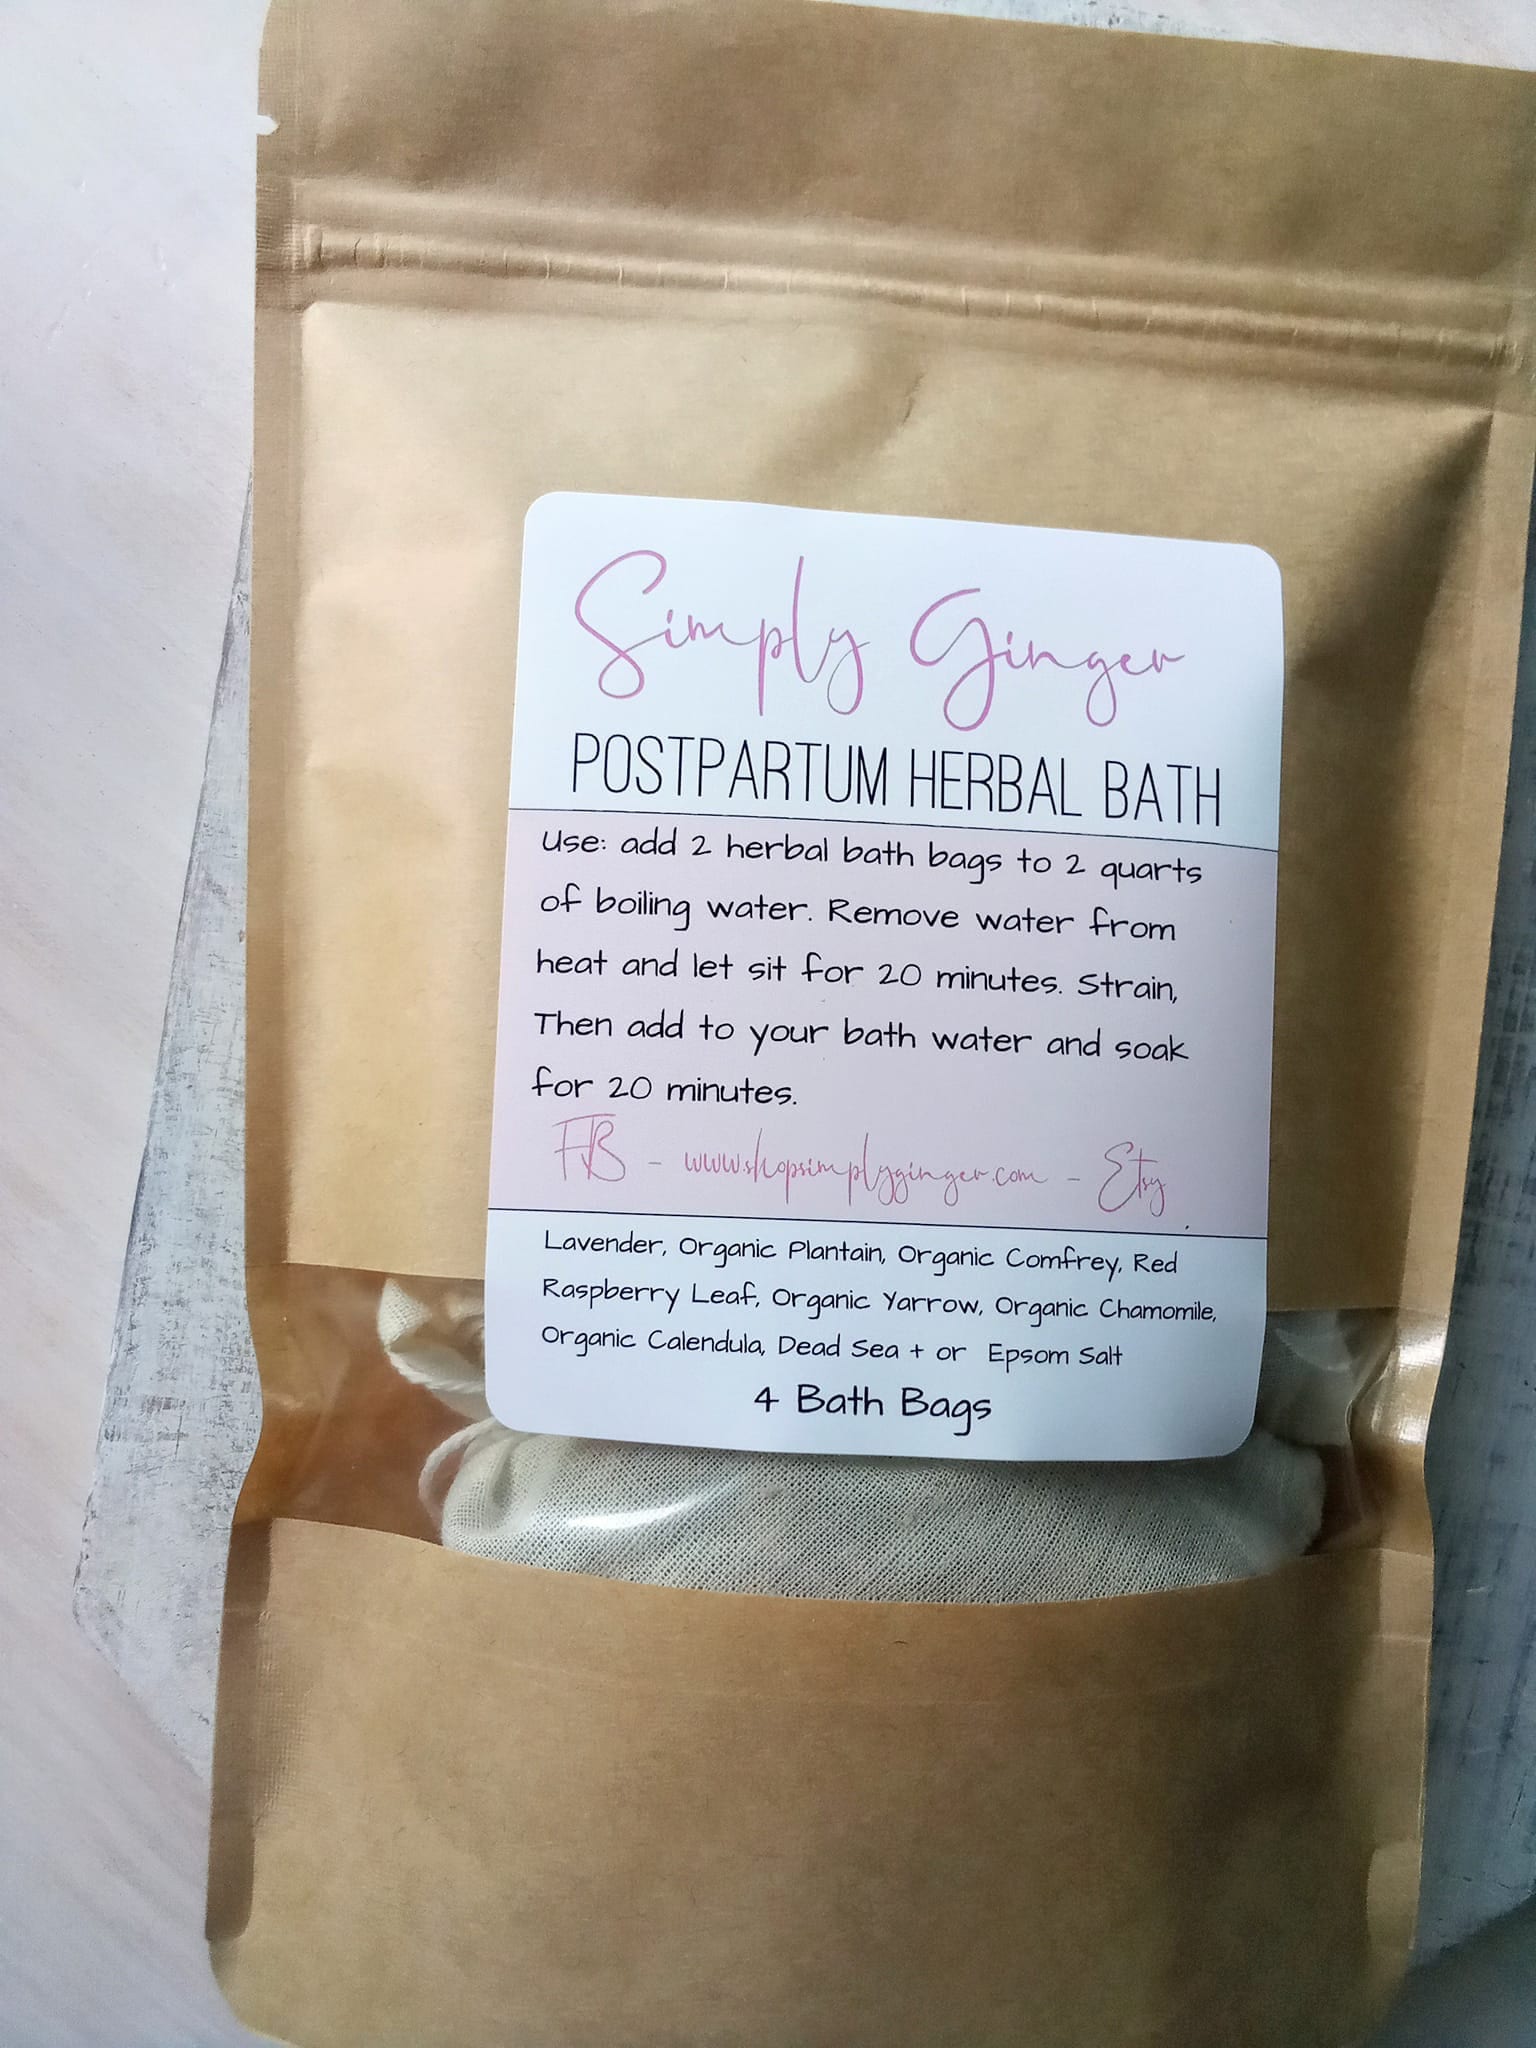 Simply Ginger
POSTPARTUM HERBAL BATH
Use: add 2 herbal bath bags to 2 quarts
of boiling water. Remove water from
heat and let sit for 20 minutes. Strain,
Then add to your bath water and soak
for 20 minutes.
FB - www.shopsimplyginger.com - Etsy
Lavender, Organic Plantain, Organic Comfrey, Red
Raspberry Leaf, Organic Yarrow, Organic Chamomile,
Organic Calendula, Dead Sea + or Epsom Salt
4 Bath Bags